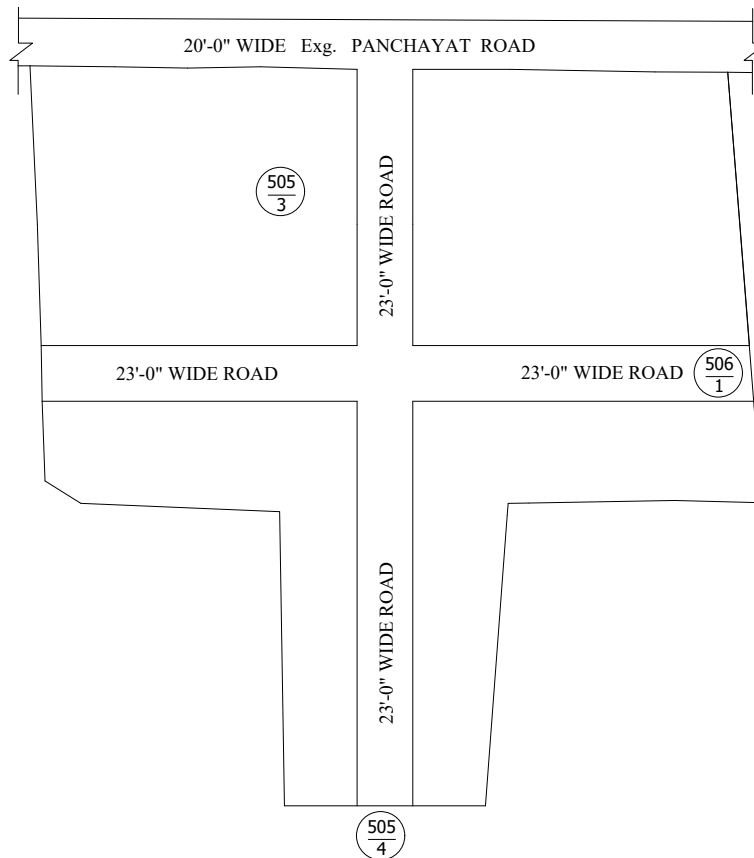 20'-0" WIDE Exg. PANCHAYAT ROAD
505
3
23'-0" WIDE ROAD
23'-0" WIDE ROAD
23'-0" WIDE ROAD
506
1
23'-0" WIDE ROAD
505
4